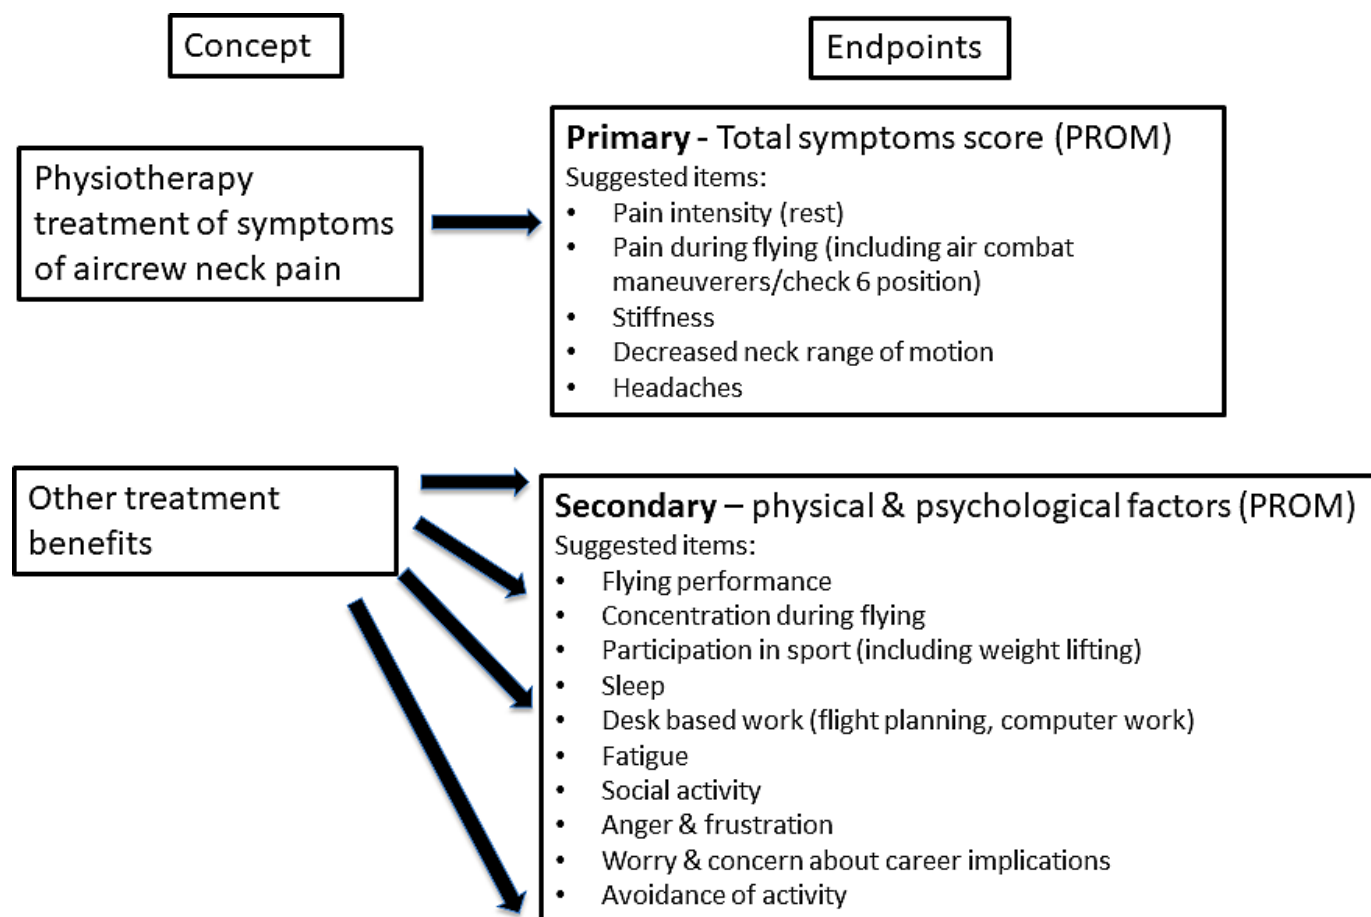 Concept
Endpoints
Physiotherapy
treatment of symptoms
of aircrew neck pain
Primary - Total symptoms score (PROM)
Suggested items:
• Pain intensity (rest)
• Pain during flying (including air combat
maneuverers/check 6 position)
• Stiffness
• Decreased neck range of motion
• Headaches
Other treatment
benefits
Secondary – physical & psychological factors (PROM)
Suggested items:
• Flying performance
• Concentration during flying
• Participation in sport (including weight lifting)
• Sleep
• Desk based work (flight planning, computer work)
• Fatigue
• Social activity
• Anger & frustration
• Worry & concern about career implications
• Avoidance of activity